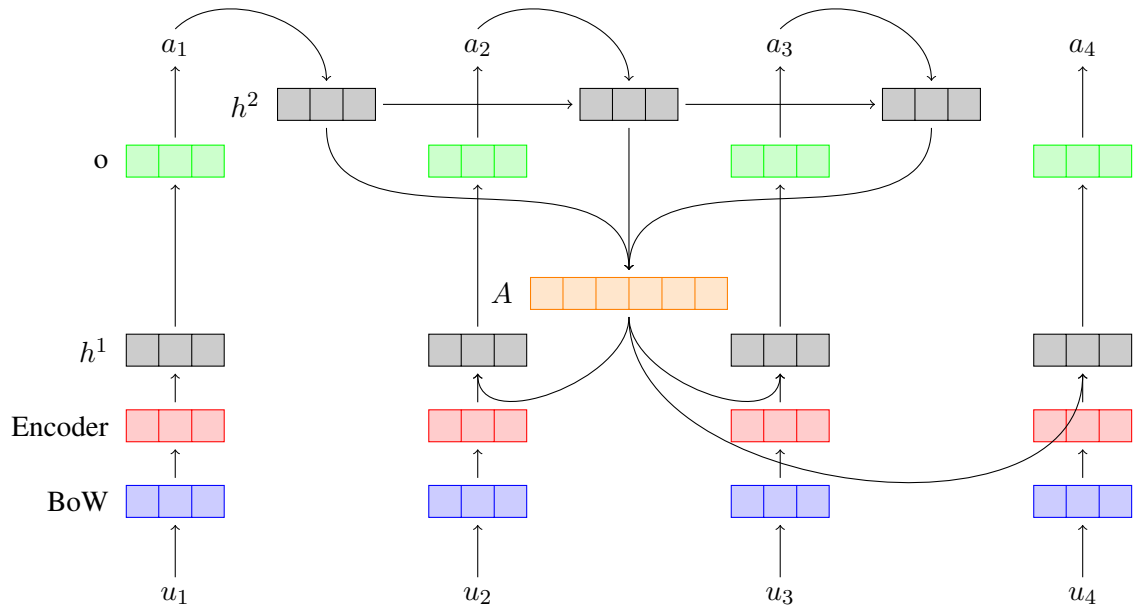 a₁ a₂ a₃ a₄
h²
o
A
h¹
Encoder
BoW
u₁ u₂ u₃ u₄